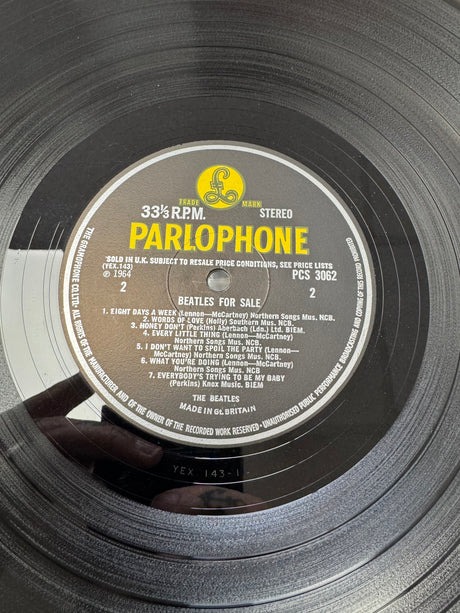 £
TRADE MARK
33⅓ R.P.M. STEREO
PARLOPHONE
SOLD IN U.K. SUBJECT TO RESALE PRICE CONDITIONS, SEE PRICE LISTS
(YEX.143) PCS 3062
℗ 1964
2 2
BEATLES FOR SALE
1. EIGHT DAYS A WEEK (Lennon—McCartney) Northern Songs Mus. NCB.
2. WORDS OF LOVE (Holly) Southern Mus. NCB.
3. HONEY DON'T (Perkins) Aberbach (Ldn.) Ltd. BIEM.
4. EVERY LITTLE THING (Lennon—
McCartney) Northern Songs Mus. NCB.
5. I DON'T WANT TO SPOIL THE PARTY (Lennon—
McCartney) Northern Songs Mus. NCB.
6. WHAT YOU'RE DOING (Lennon—McCartney)
Northern Songs Mus. NCB.
7. EVERYBODY'S TRYING TO BE MY BABY
(Perkins) Knox Music. BIEM
THE BEATLES
MADE IN GT. BRITAIN
THE GRAMOPHONE CO. LTD · ALL RIGHTS OF THE MANUFACTURER AND OF THE OWNER OF THE RECORDED WORK RESERVED — UNAUTHORISED PUBLIC PERFORMANCE, BROADCASTING AND COPYING OF THIS RECORD PROHIBITED
YEX 143-1